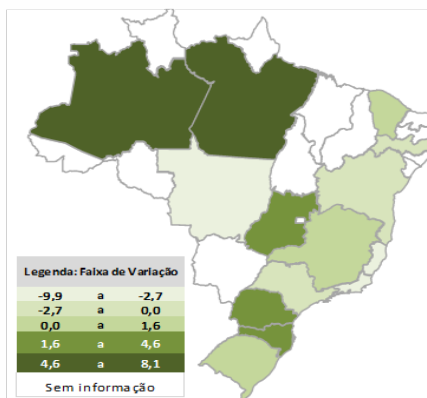 Legenda: Faixa de Variação
-9,9 a -2,7
-2,7 a 0,0
0,0 a 1,6
1,6 a 4,6
4,6 a 8,1
Sem informação